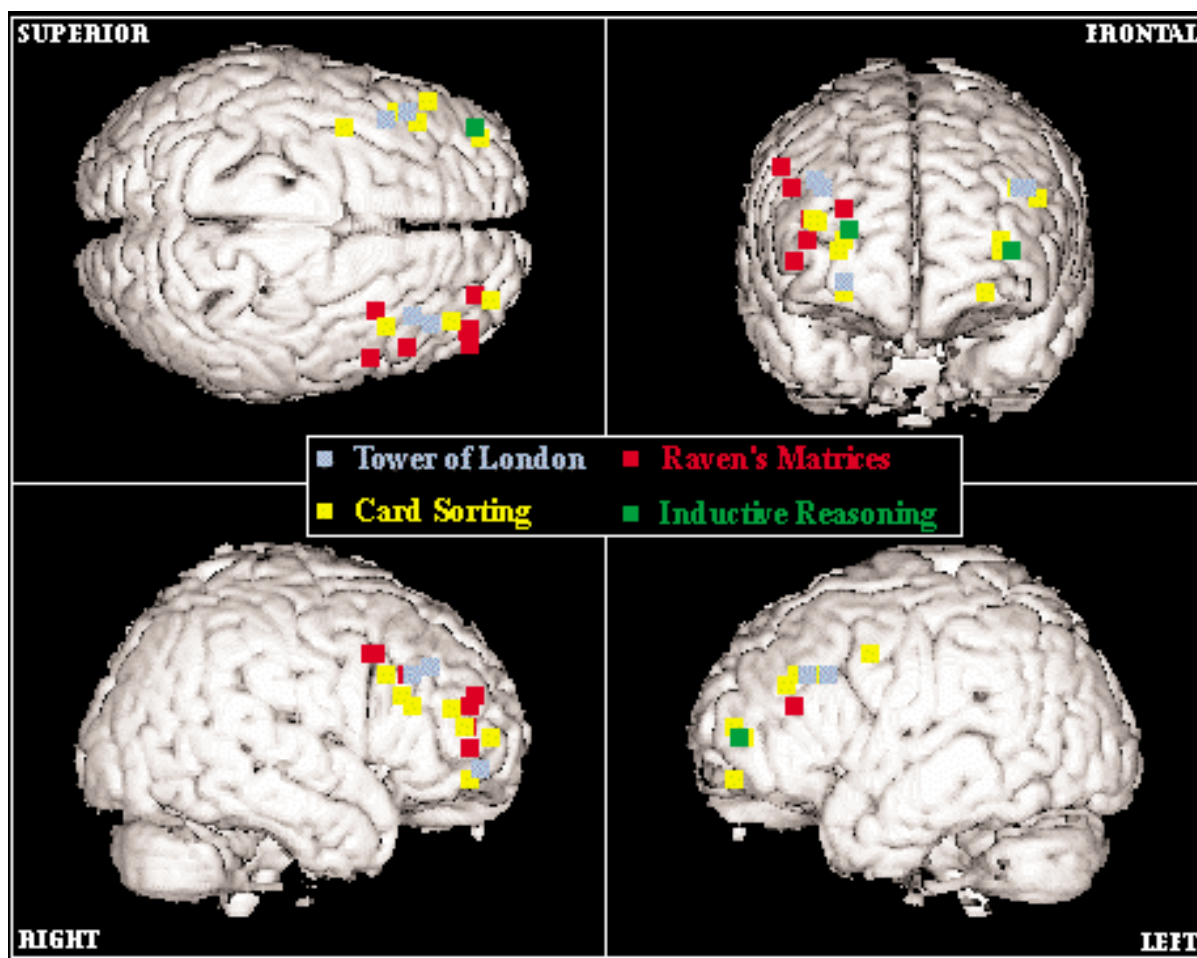 SUPERIOR
FRONTAL
Tower of London
Raven's Matrices
Card Sorting
Inductive Reasoning
RIGHT
LEFT